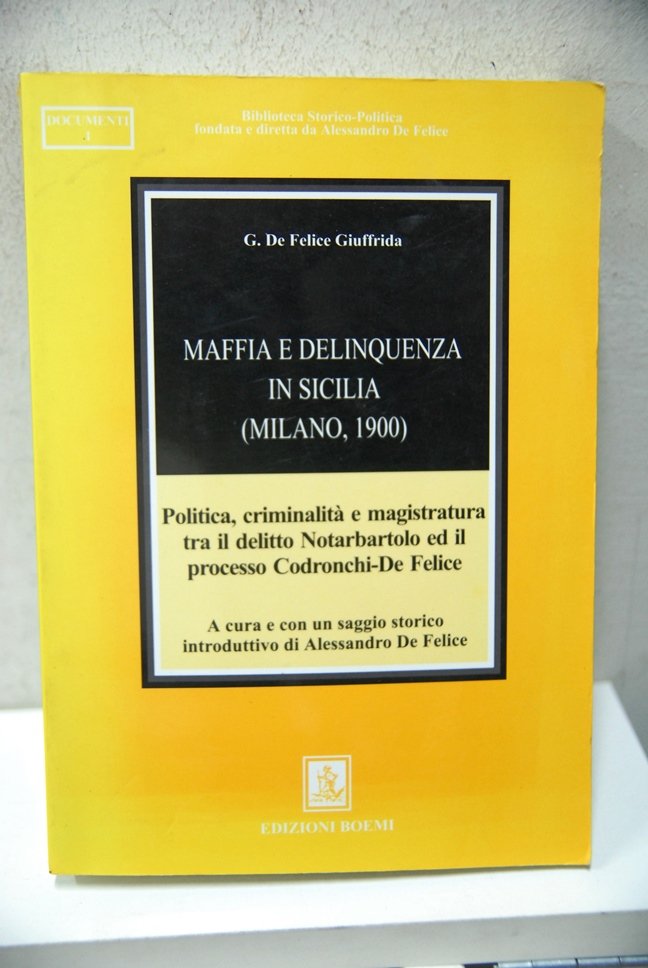 DOCUMENTI
1
Biblioteca Storico-Politica
fondata e diretta da Alessandro De Felice
G. De Felice Giuffrida
MAFFIA E DELINQUENZA
IN SICILIA
(MILANO, 1900)
Politica, criminalità e magistratura
tra il delitto Notarbartolo ed il
processo Codronchi-De Felice
A cura e con un saggio storico
introduttivo di Alessandro De Felice
EDIZIONI BOEMI